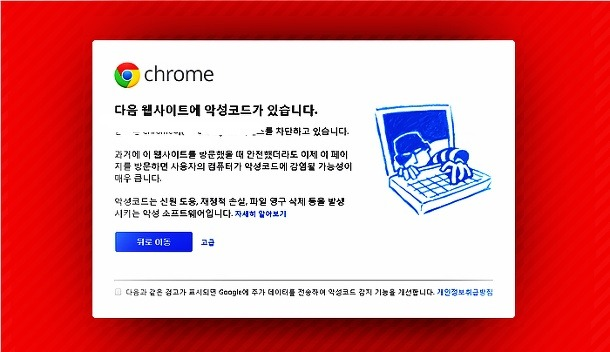 chrome
다음 웹사이트에 악성코드가 있습니다.
를 차단하고 있습니다.
과거에 이 웹사이트를 방문했을 때 안전했더라도 이제 이 페이
지를 방문하면 사용자의 컴퓨터가 악성코드에 감염될 가능성이
매우 큽니다.
악성코드는 신원 도용, 재정적 손실, 파일 영구 삭제 등을 발생
시키는 악성 소프트웨어입니다. 자세히 알아보기
뒤로 이동 고급
다음과 같은 경고가 표시되면 Google에 추가 데이터를 전송하여 악성코드 감지 기능을 개선합니다. 개인정보취급방침